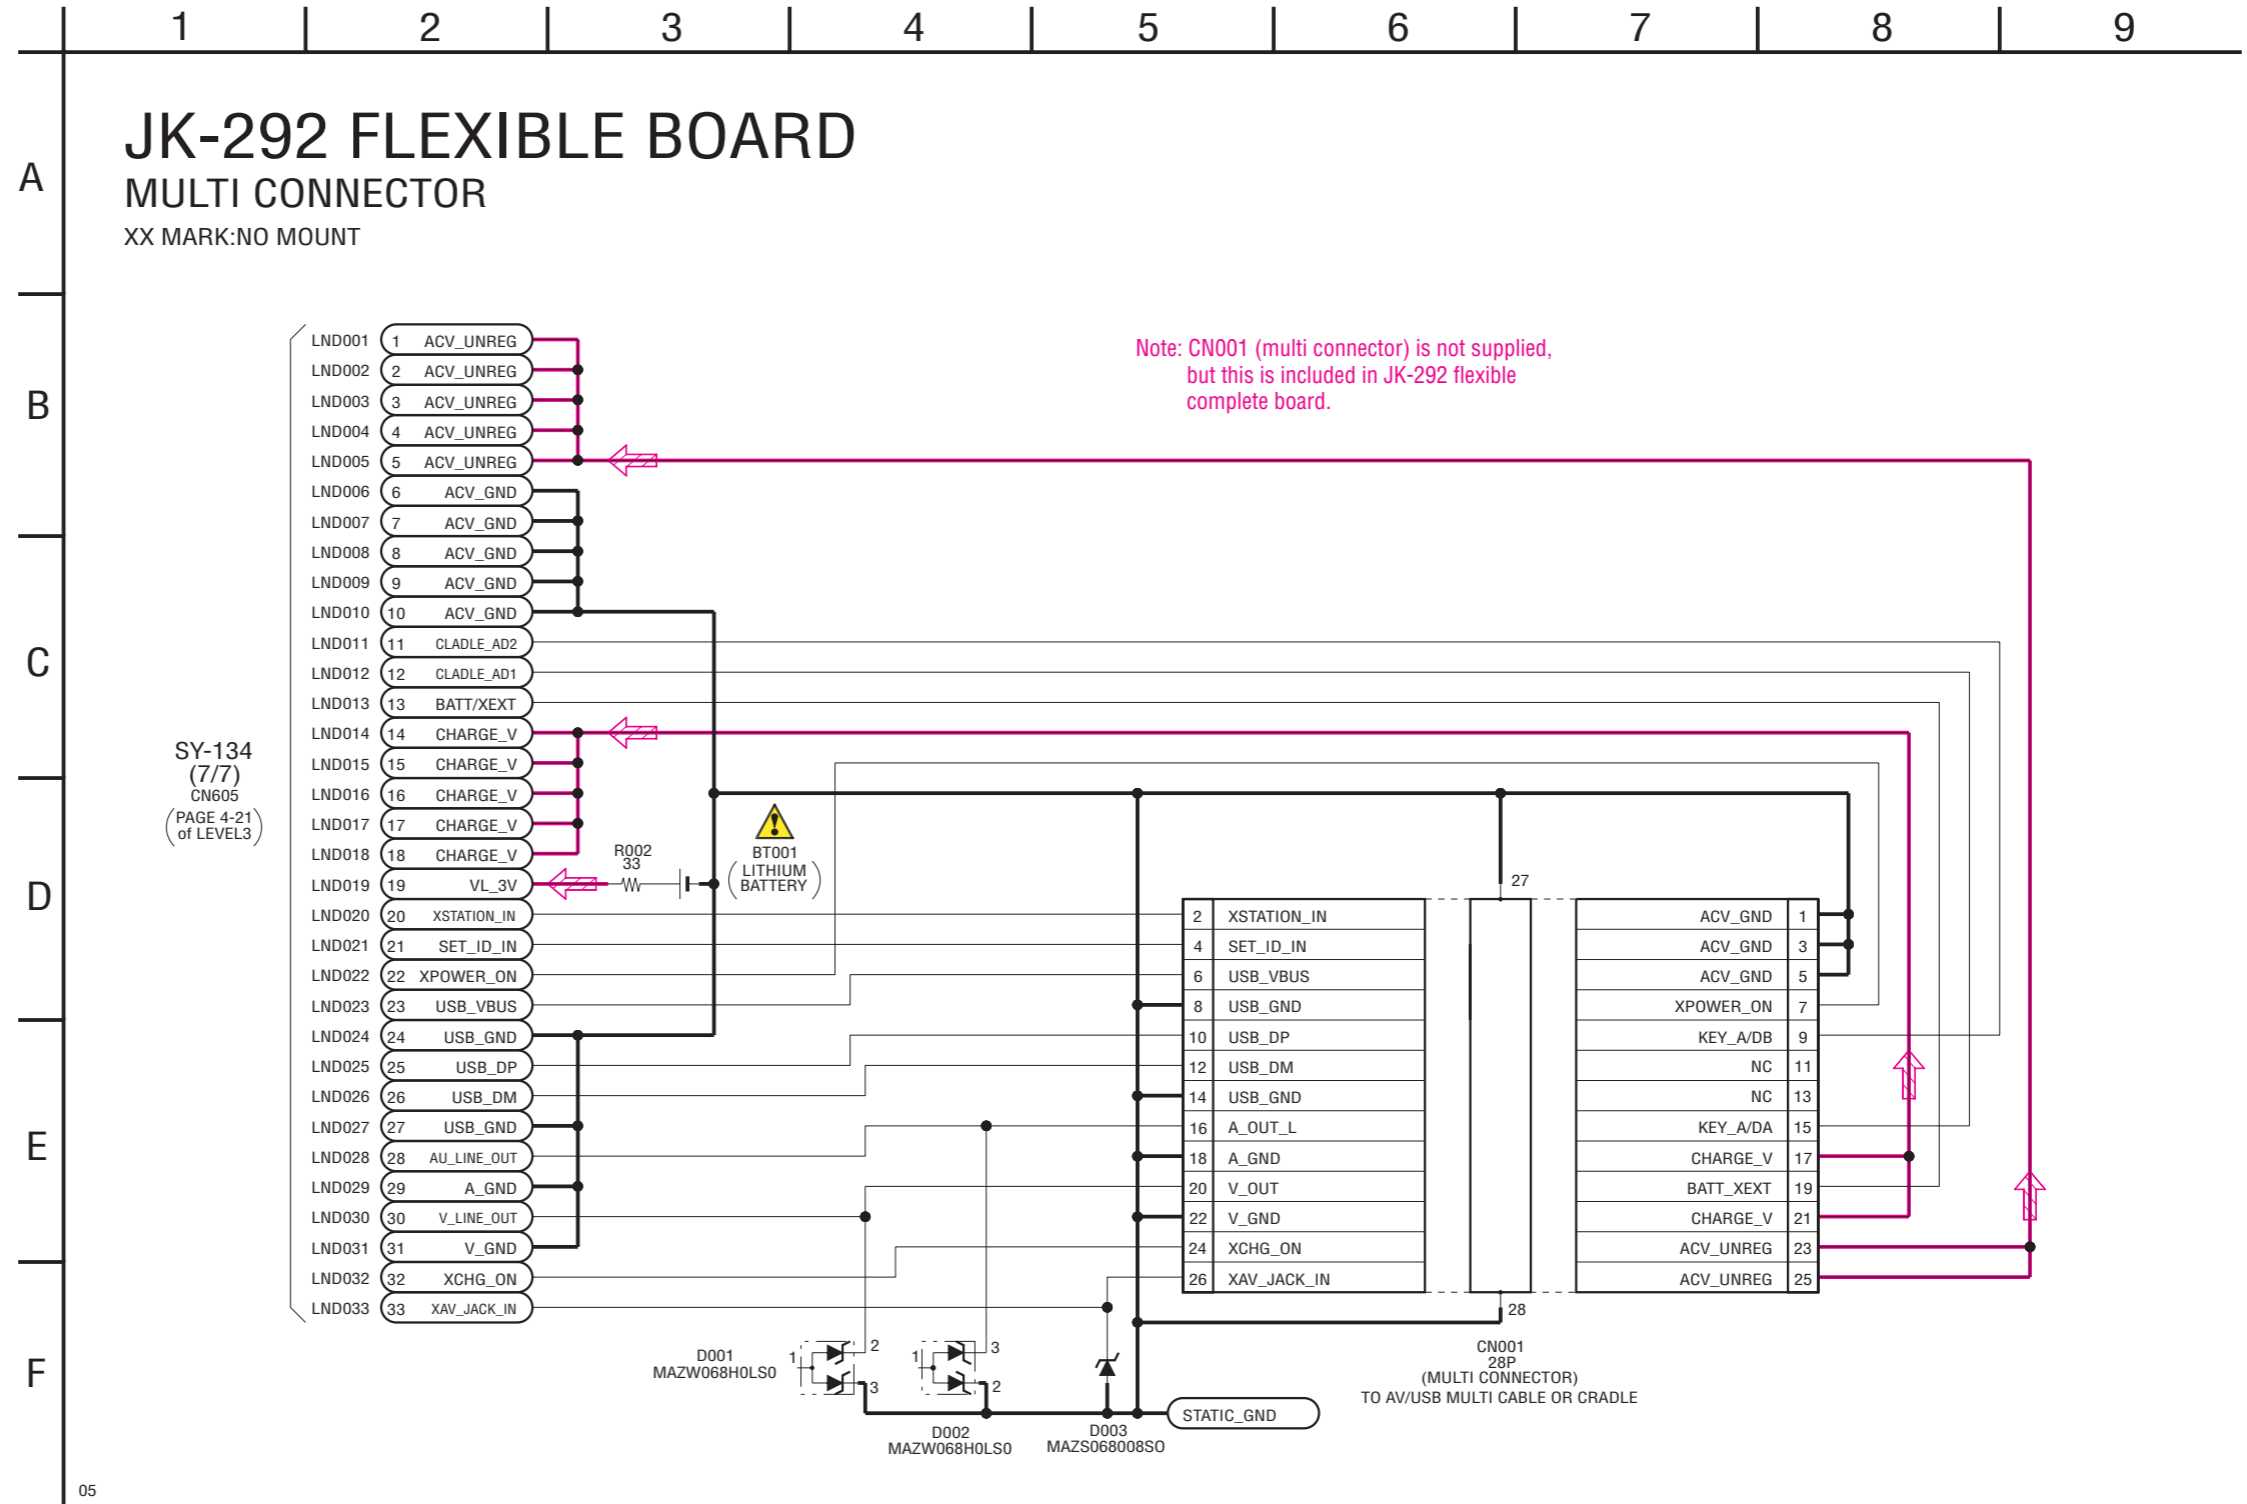 1 2 3 4 5 6 7 8 9
A
B
C
D
E
F
JK-292 FLEXIBLE BOARD
MULTI CONNECTOR
XX MARK:NO MOUNT
Note: CN001 (multi connector) is not supplied,
but this is included in JK-292 flexible
complete board.
SY-134
(7/7)
CN605
(PAGE 4-21
of LEVEL3)
LND001 1 ACV_UNREG
LND002 2 ACV_UNREG
LND003 3 ACV_UNREG
LND004 4 ACV_UNREG
LND005 5 ACV_UNREG
LND006 6 ACV_GND
LND007 7 ACV_GND
LND008 8 ACV_GND
LND009 9 ACV_GND
LND010 10 ACV_GND
LND011 11 CLADLE_AD2
LND012 12 CLADLE_AD1
LND013 13 BATT/XEXT
LND014 14 CHARGE_V
LND015 15 CHARGE_V
LND016 16 CHARGE_V
LND017 17 CHARGE_V
LND018 18 CHARGE_V
LND019 19 VL_3V
LND020 20 XSTATION_IN
LND021 21 SET_ID_IN
LND022 22 XPOWER_ON
LND023 23 USB_VBUS
LND024 24 USB_GND
LND025 25 USB_DP
LND026 26 USB_DM
LND027 27 USB_GND
LND028 28 AU_LINE_OUT
LND029 29 A_GND
LND030 30 V_LINE_OUT
LND031 31 V_GND
LND032 32 XCHG_ON
LND033 33 XAV_JACK_IN
R002
33
BT001
(LITHIUM
BATTERY)
27
2 XSTATION_IN
4 SET_ID_IN
6 USB_VBUS
8 USB_GND
10 USB_DP
12 USB_DM
14 USB_GND
16 A_OUT_L
18 A_GND
20 V_OUT
22 V_GND
24 XCHG_ON
26 XAV_JACK_IN
ACV_GND 1
ACV_GND 3
ACV_GND 5
XPOWER_ON 7
KEY_A/DB 9
NC 11
NC 13
KEY_A/DA 15
CHARGE_V 17
BATT_XEXT 19
CHARGE_V 21
ACV_UNREG 23
ACV_UNREG 25
28
CN001
28P
(MULTI CONNECTOR)
TO AV/USB MULTI CABLE OR CRADLE
D001
MAZW068H0LS0
1 2
3
1 3
2
D002
MAZW068H0LS0
D003
MAZS068008SO
STATIC_GND
05